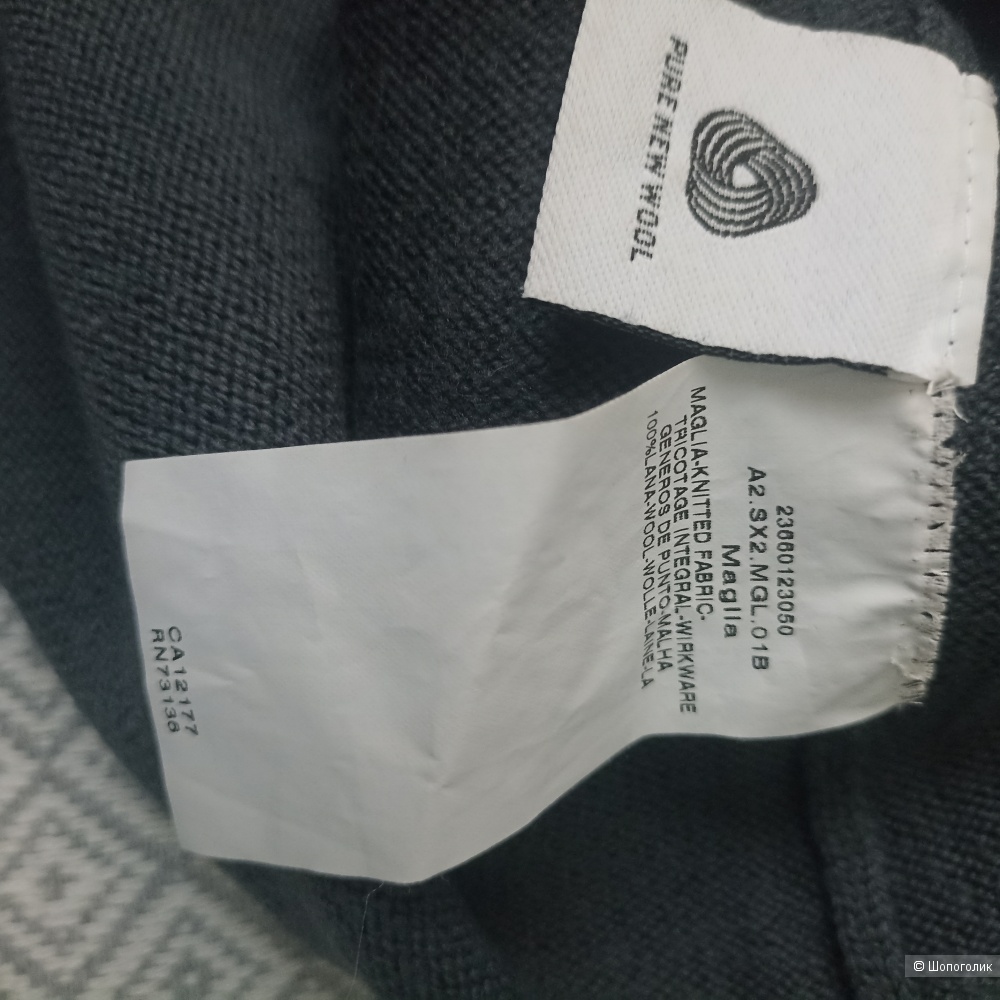 PURE NEW WOOL
23660123050
A2.SX2.MGL.01B
Maglia
MAGLIA-KNITTED FABRIC-
TRICOTAGE INTEGRAL-WIRKWARE
GENEROS DE PUNTO-MALHA
100%LANA-WOOL-WOLLE-LAINE-LA
CA12177
RN73136
© Шопоголик